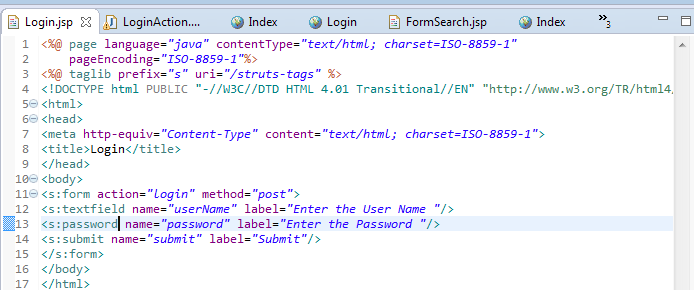 Login.jsp LoginAction.... Index Login FormSearch.jsp Index »3
1 <%@ page language="java" contentType="text/html; charset=ISO-8859-1"
2 pageEncoding="ISO-8859-1"%>
3 <%@ taglib prefix="s" uri="/struts-tags" %>
4 <!DOCTYPE html PUBLIC "-//W3C//DTD HTML 4.01 Transitional//EN" "http://www.w3.org/TR/html4/
5 <html>
6 <head>
7 <meta http-equiv="Content-Type" content="text/html; charset=ISO-8859-1">
8 <title>Login</title>
9 </head>
10 <body>
11 <s:form action="login" method="post">
12 <s:textfield name="userName" label="Enter the User Name "/>
13 <s:password name="password" label="Enter the Password "/>
14 <s:submit name="submit" label="Submit"/>
15 </s:form>
16 </body>
17 </html>